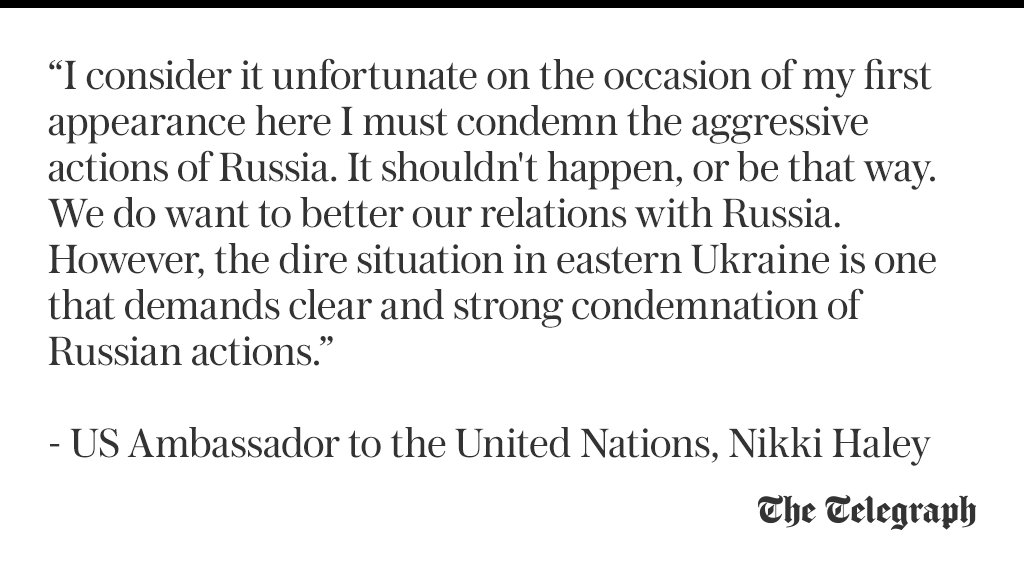 “I consider it unfortunate on the occasion of my first
appearance here I must condemn the aggressive
actions of Russia. It shouldn't happen, or be that way.
We do want to better our relations with Russia.
However, the dire situation in eastern Ukraine is one
that demands clear and strong condemnation of
Russian actions.”
- US Ambassador to the United Nations, Nikki Haley
The Telegraph